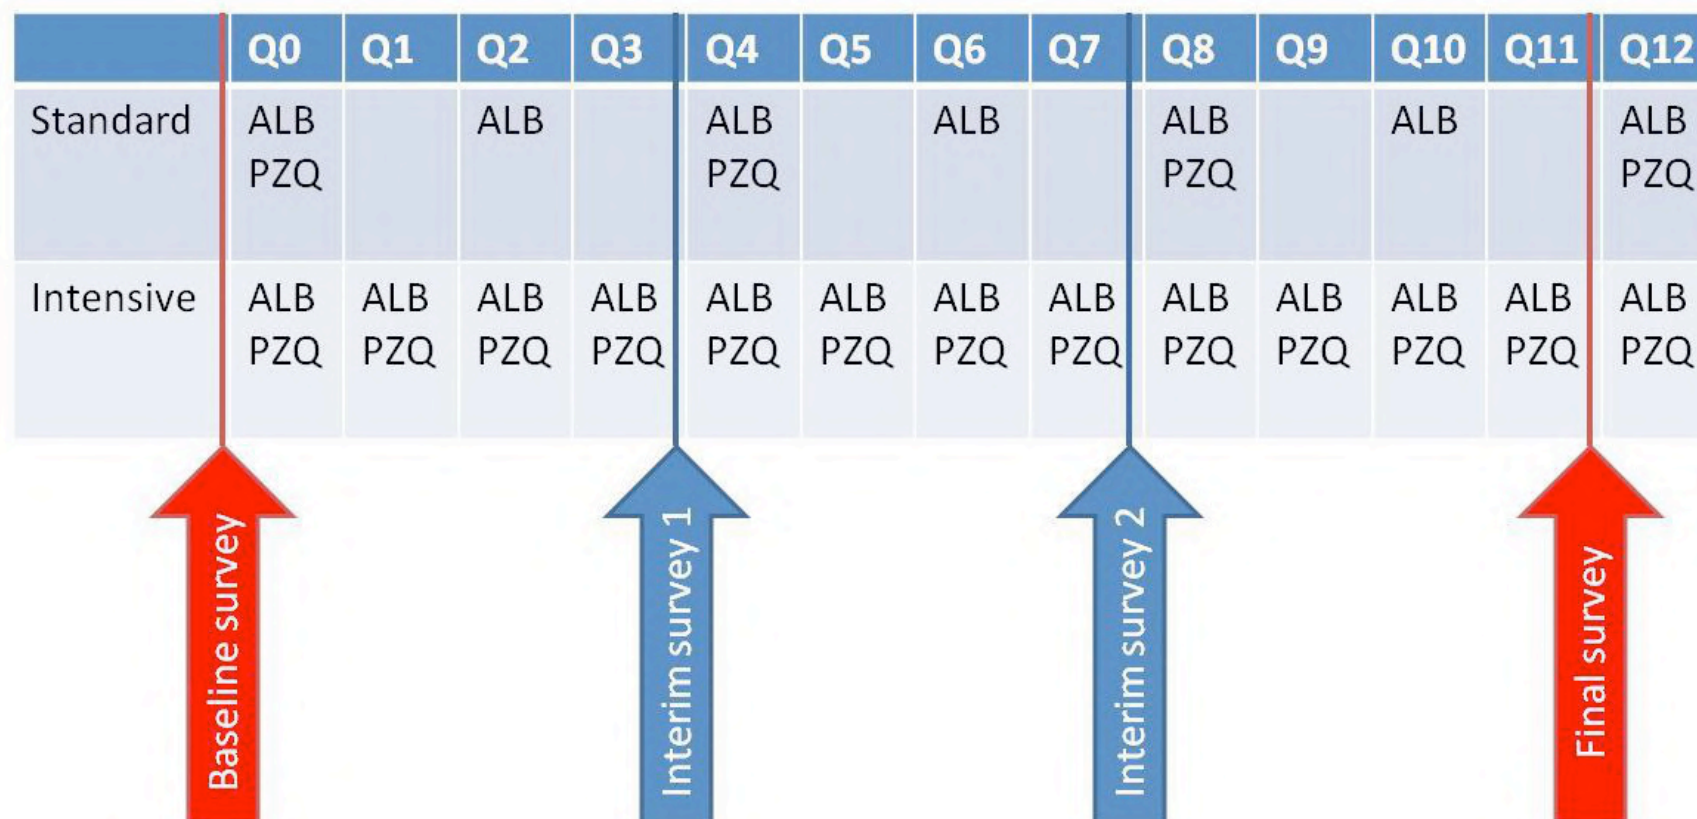 Q0 Q1 Q2 Q3 Q4 Q5 Q6 Q7 Q8 Q9 Q10 Q11 Q12
Standard ALB ALB ALB ALB ALB ALB ALB
PZQ PZQ PZQ PZQ
Intensive ALB ALB ALB ALB ALB ALB ALB ALB ALB ALB ALB ALB ALB
PZQ PZQ PZQ PZQ PZQ PZQ PZQ PZQ PZQ PZQ PZQ PZQ PZQ
Baseline survey
Interim survey 1
Interim survey 2
Final survey